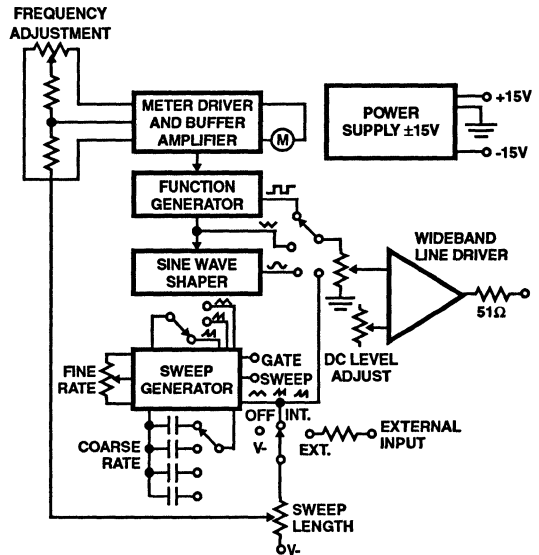 FREQUENCY
ADJUSTMENT
METER DRIVER
AND BUFFER
AMPLIFIER
M
POWER
SUPPLY ±15V
+15V
-15V
FUNCTION
GENERATOR
SINE WAVE
SHAPER
WIDEBAND
LINE DRIVER
51Ω
DC LEVEL
ADJUST
FINE
RATE
SWEEP
GENERATOR
GATE
SWEEP
OFF
INT.
V-
EXT.
EXTERNAL
INPUT
COARSE
RATE
SWEEP
LENGTH
V-